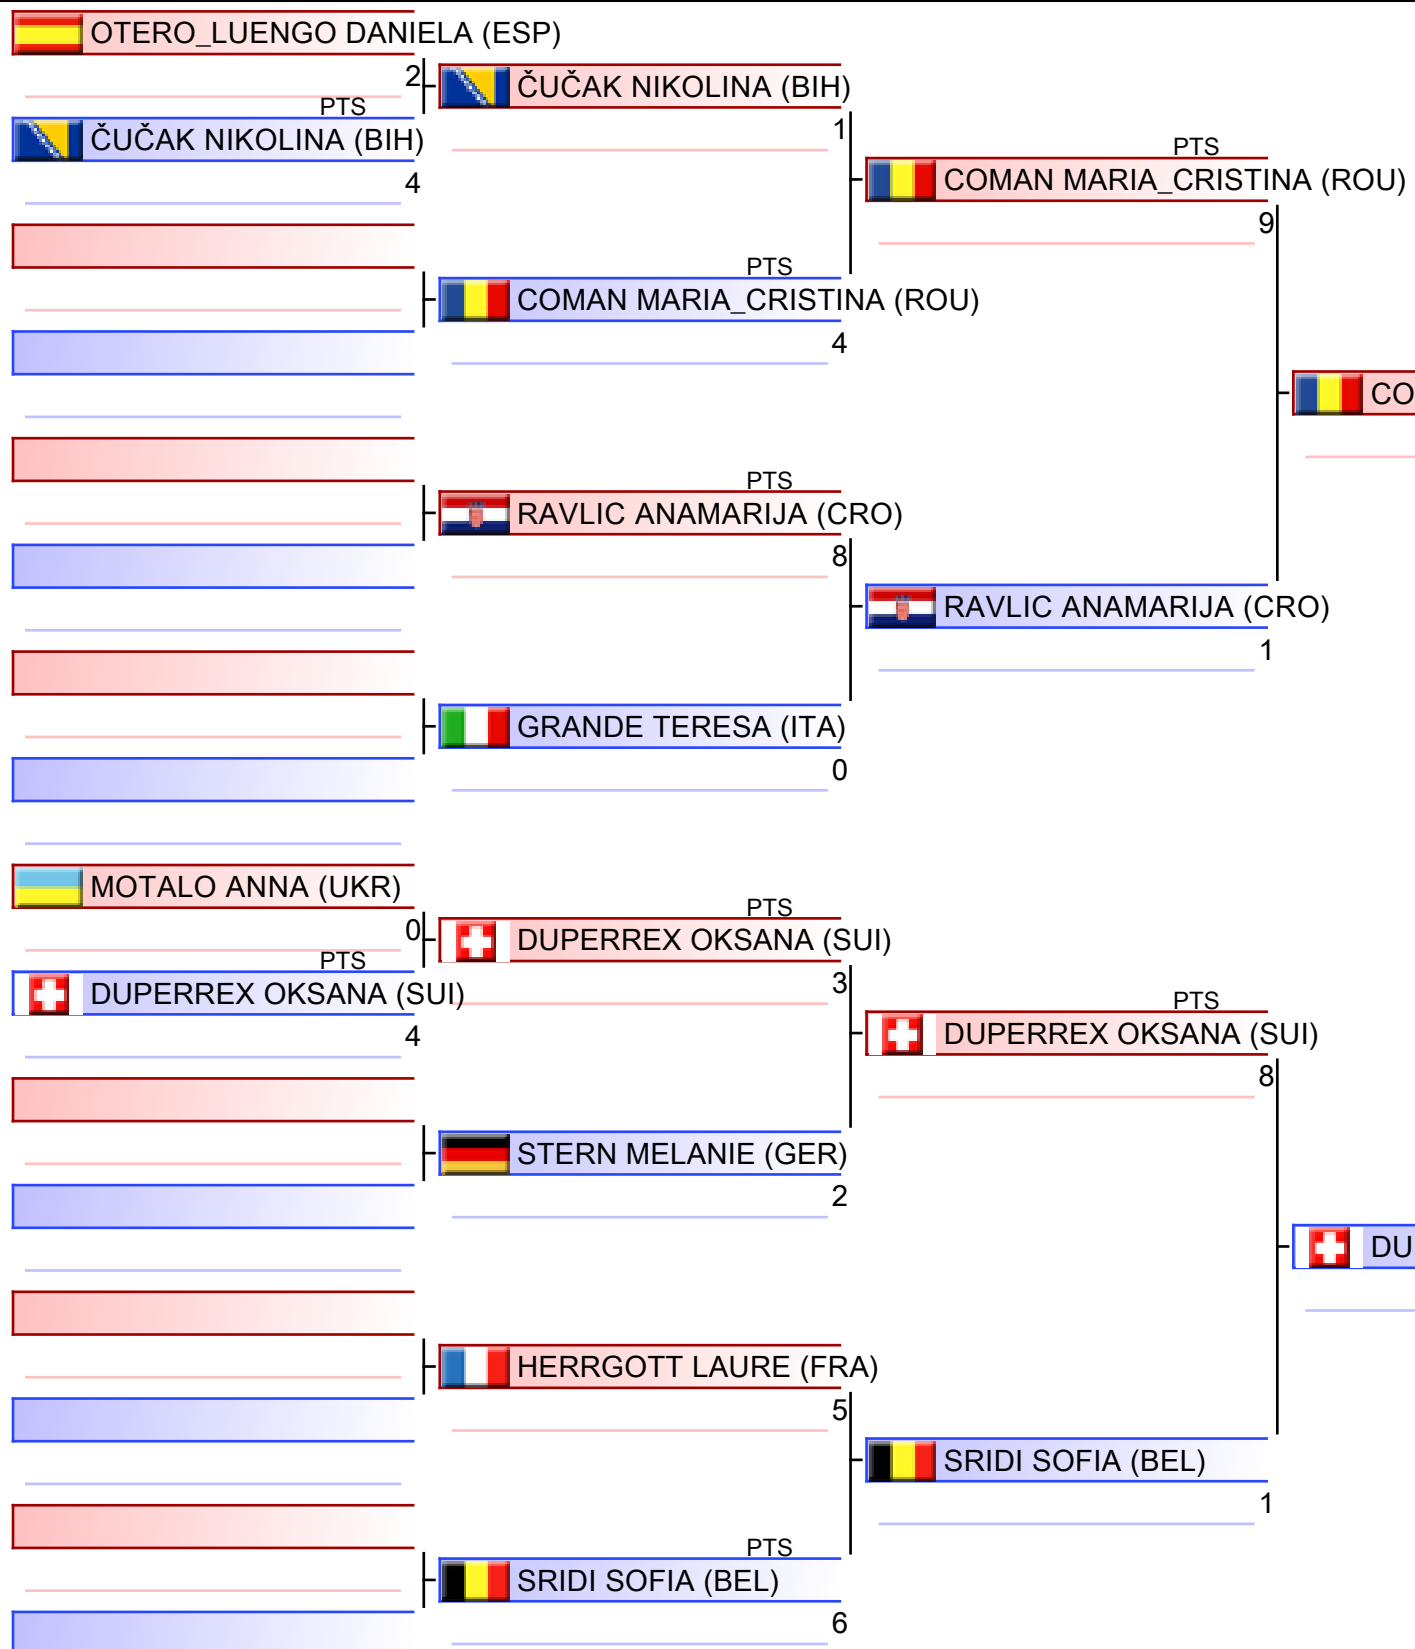 OTERO_LUENGO DANIELA (ESP)
2
PTS
ČUČAK NIKOLINA (BIH)
4
ČUČAK NIKOLINA (BIH)
1
PTS
COMAN MARIA_CRISTINA (ROU)
4
PTS
COMAN MARIA_CRISTINA (ROU)
9
PTS
RAVLIC ANAMARIJA (CRO)
8
GRANDE TERESA (ITA)
0
RAVLIC ANAMARIJA (CRO)
1
CO
MOTALO ANNA (UKR)
0
PTS
DUPERREX OKSANA (SUI)
4
PTS
DUPERREX OKSANA (SUI)
3
STERN MELANIE (GER)
2
PTS
DUPERREX OKSANA (SUI)
8
HERRGOTT LAURE (FRA)
5
PTS
SRIDI SOFIA (BEL)
6
SRIDI SOFIA (BEL)
1
DU